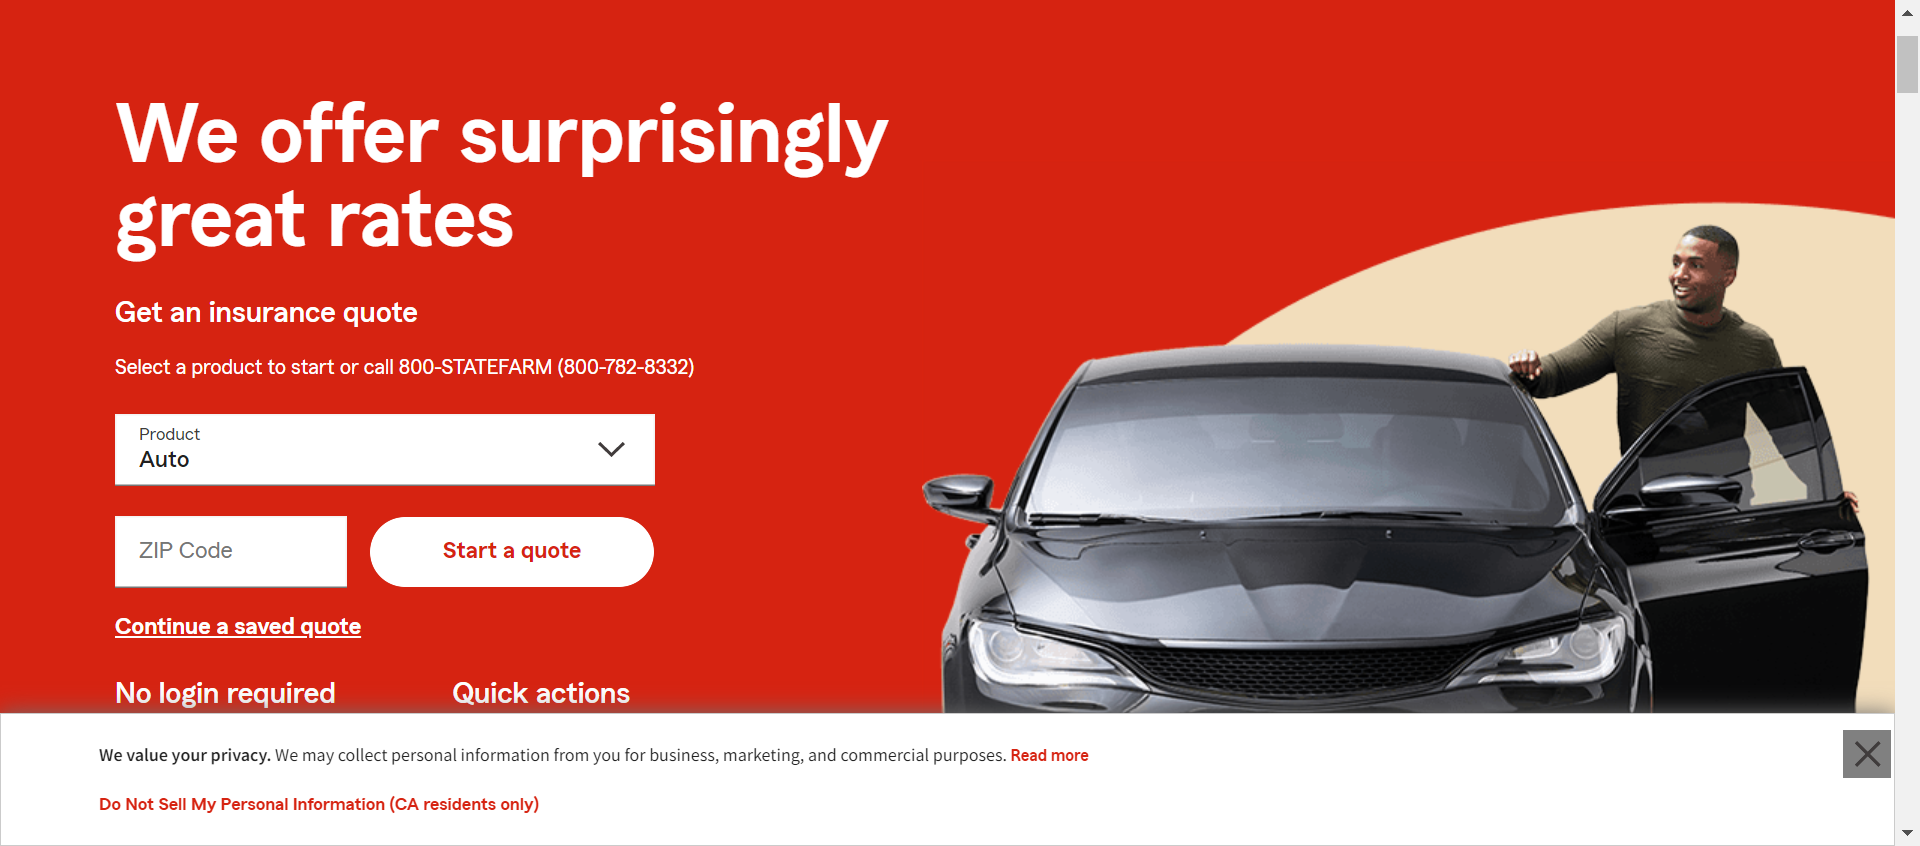 We offer surprisingly
great rates
Get an insurance quote
Select a product to start or call 800-STATEFARM (800-782-8332)
Product
Auto
ZIP Code
Start a quote
Continue a saved quote
No login required
Quick actions
We value your privacy. We may collect personal information from you for business, marketing, and commercial purposes. Read more
Do Not Sell My Personal Information (CA residents only)